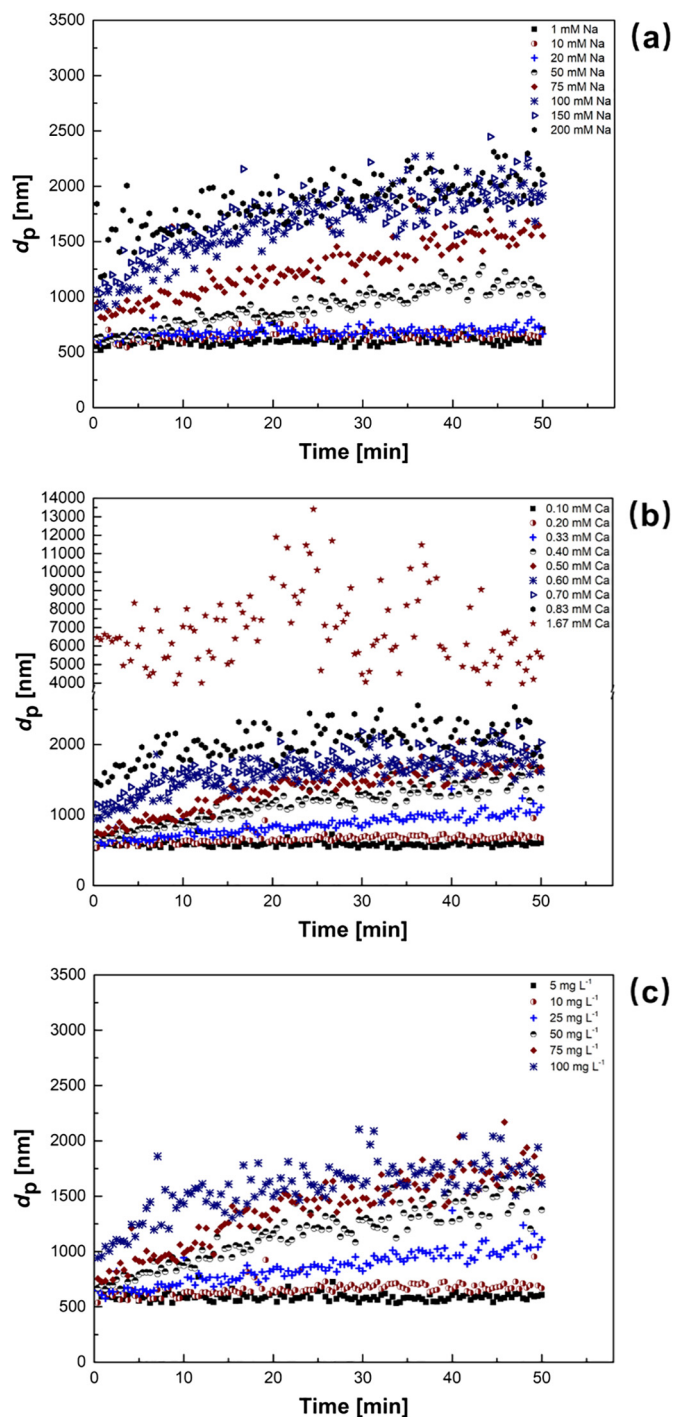 (a)
3500
3000
2500
2000
1500
1000
500
0
dp [nm]
1 mM Na
10 mM Na
20 mM Na
50 mM Na
75 mM Na
100 mM Na
150 mM Na
200 mM Na
0 10 20 30 40 50
Time [min]
(b)
14000
13000
12000
11000
10000
9000
8000
7000
6000
5000
4000
2000
1000
0
dp [nm]
0.10 mM Ca
0.20 mM Ca
0.33 mM Ca
0.40 mM Ca
0.50 mM Ca
0.60 mM Ca
0.70 mM Ca
0.83 mM Ca
1.67 mM Ca
0 10 20 30 40 50
Time [min]
(c)
3500
3000
2500
2000
1500
1000
500
0
dp [nm]
5 mg L⁻¹
10 mg L⁻¹
25 mg L⁻¹
50 mg L⁻¹
75 mg L⁻¹
100 mg L⁻¹
0 10 20 30 40 50
Time [min]